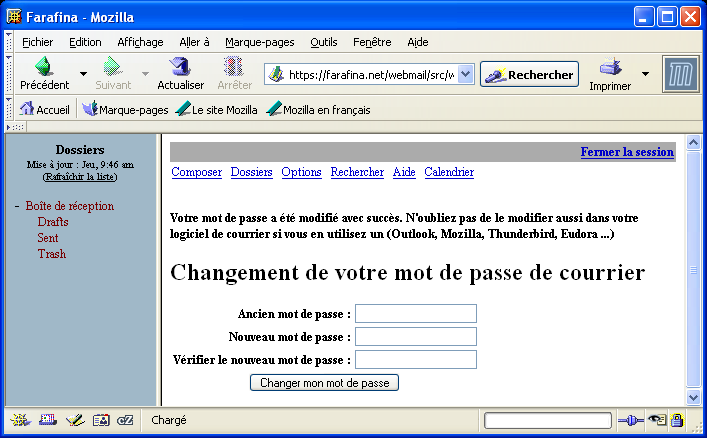 Farafina - Mozilla
Fichier Edition Affichage Aller à Marque-pages Outils Fenêtre Aide
Précédent Suivant Actualiser Arrêter https://farafina.net/webmail/src/w Rechercher Imprimer
Accueil Marque-pages Le site Mozilla Mozilla en français
Dossiers
Mise à jour : Jeu, 9:46 am
(Rafraîchir la liste)
- Boîte de réception
Drafts
Sent
Trash
Fermer la session
Composer Dossiers Options Rechercher Aide Calendrier
Votre mot de passe a été modifié avec succès. N'oubliez pas de le modifier aussi dans votre
logiciel de courrier si vous en utilisez un (Outlook, Mozilla, Thunderbird, Eudora ...)
Changement de votre mot de passe de courrier
Ancien mot de passe :
Nouveau mot de passe :
Vérifier le nouveau mot de passe :
Changer mon mot de passe
Chargé